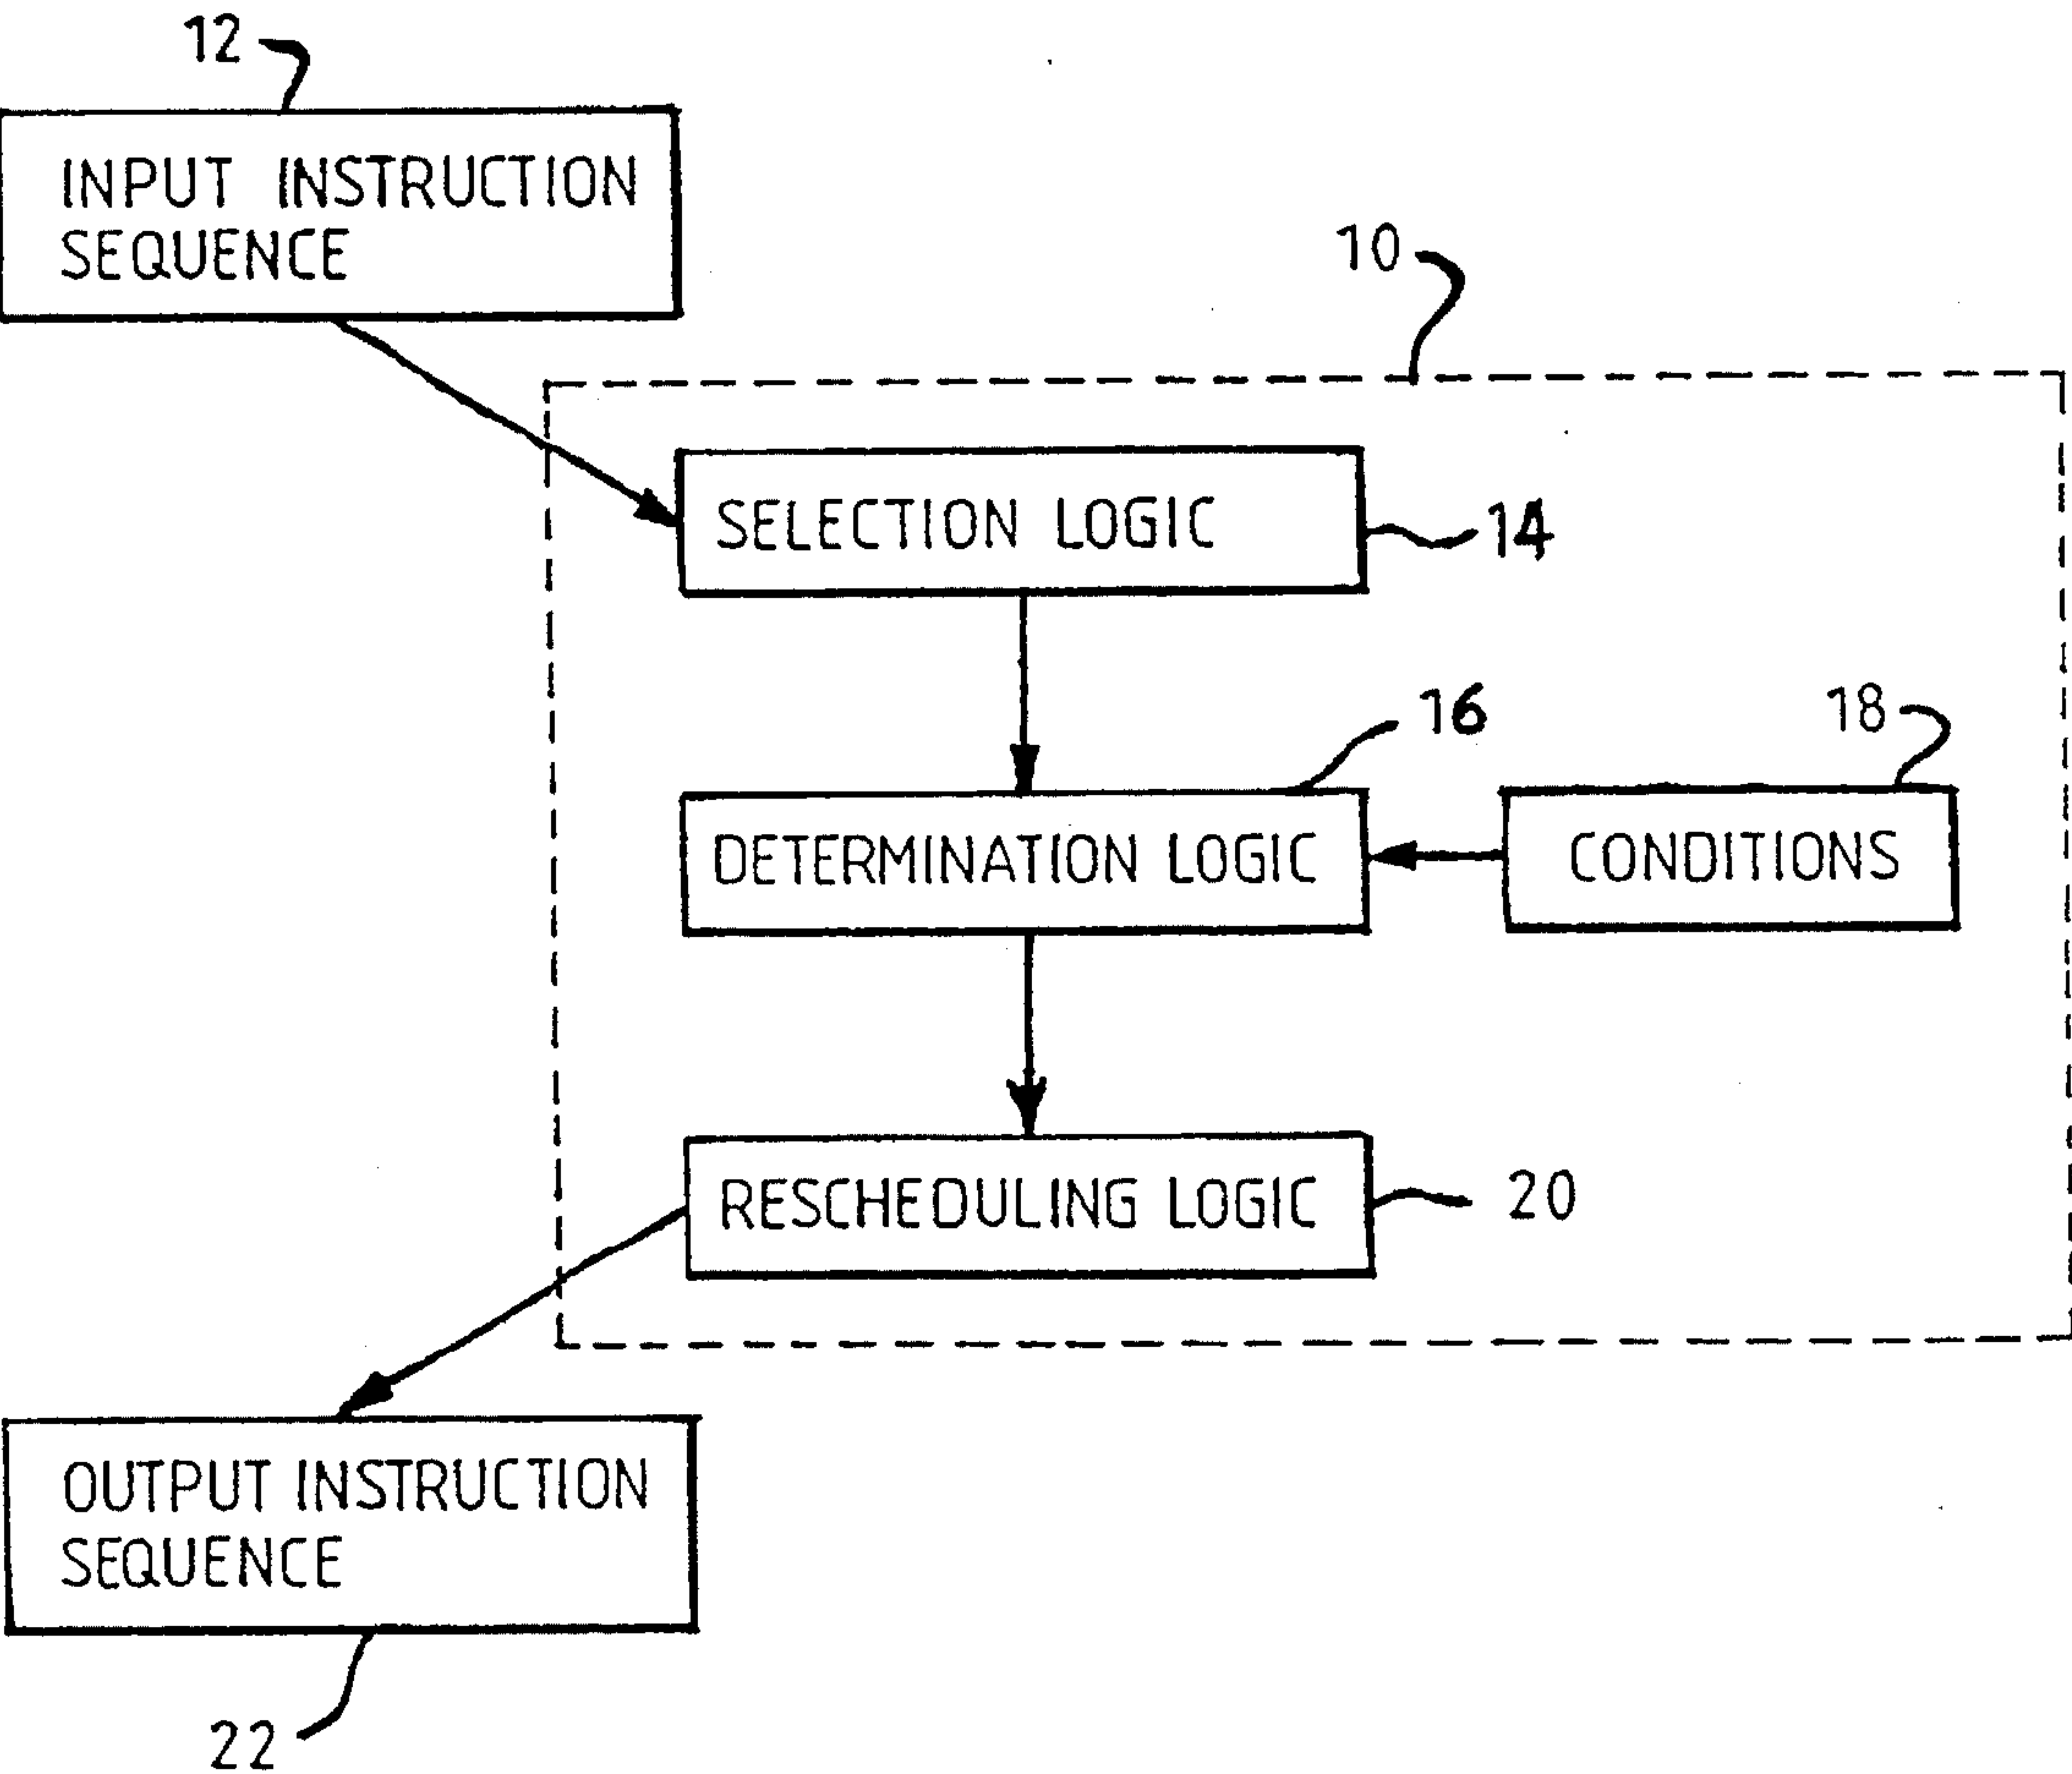 12
INPUT INSTRUCTION
SEQUENCE
10
SELECTION LOGIC
14
16
18
DETERMINATION LOGIC
CONDITIONS
RESCHEDULING LOGIC
20
OUTPUT INSTRUCTION
SEQUENCE
22